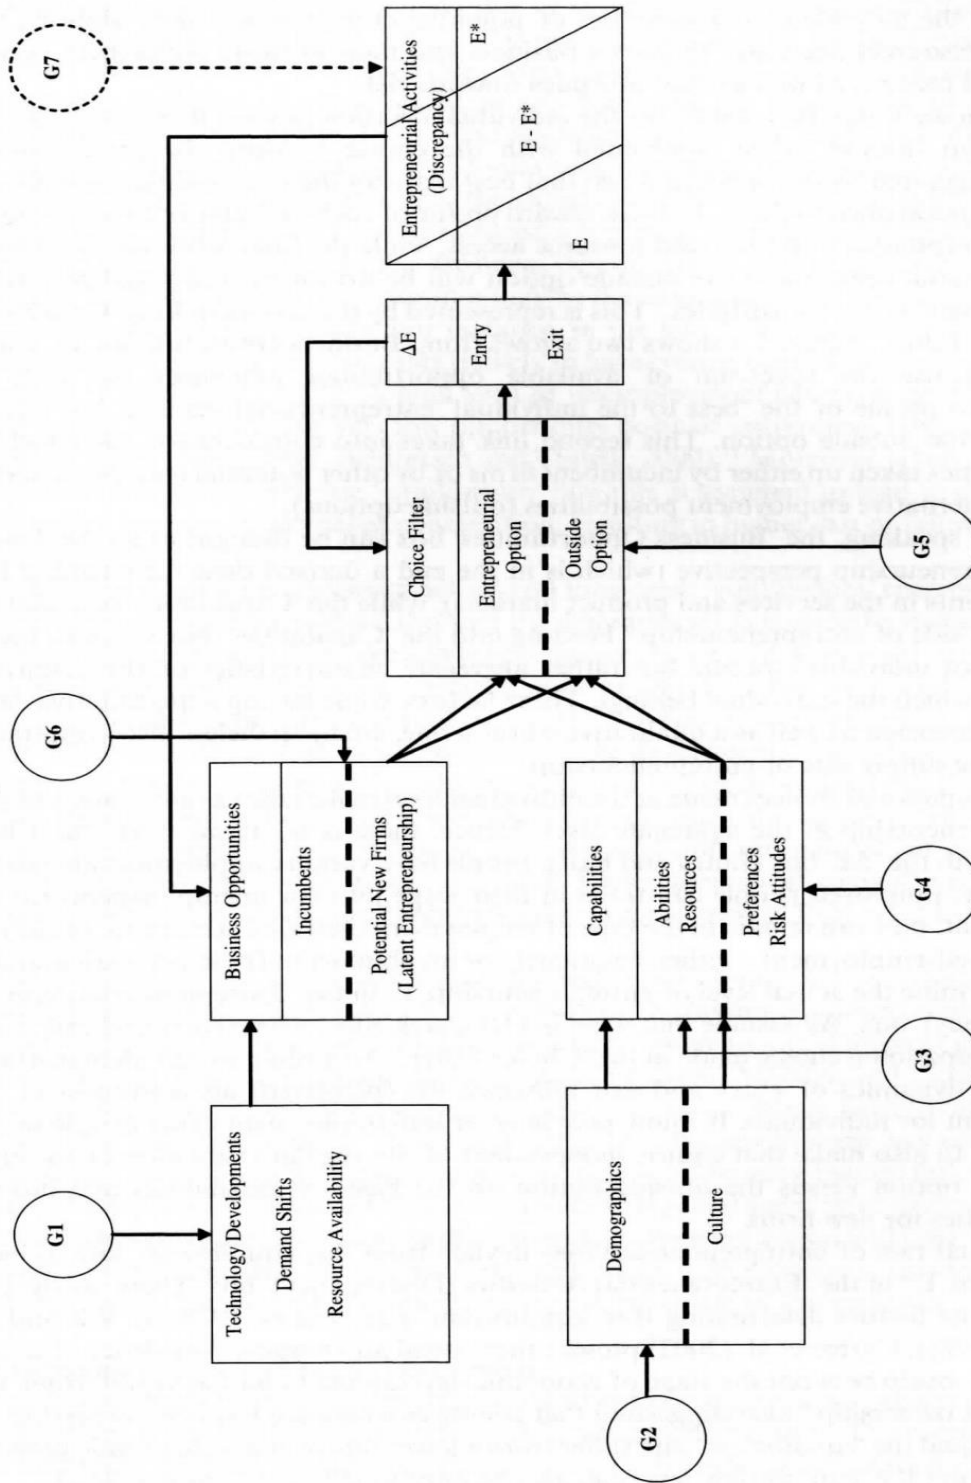 G1
Technology Developments
Demand Shifts
Resource Availability
Business Opportunities
Incumbents
Potential New Firms
(Latent Entrepreneurship)
G6
Choice Filter
Entrepreneurial
Option
Outside
Option
ΔE
Entry
Exit
G7
Entrepreneurial Activities
(Discrepancy)
E*
E - E*
E
G2
Demographics
Culture
Capabilities
Abilities
Resources
Preferences
Risk Attitudes
G3
G4
G5